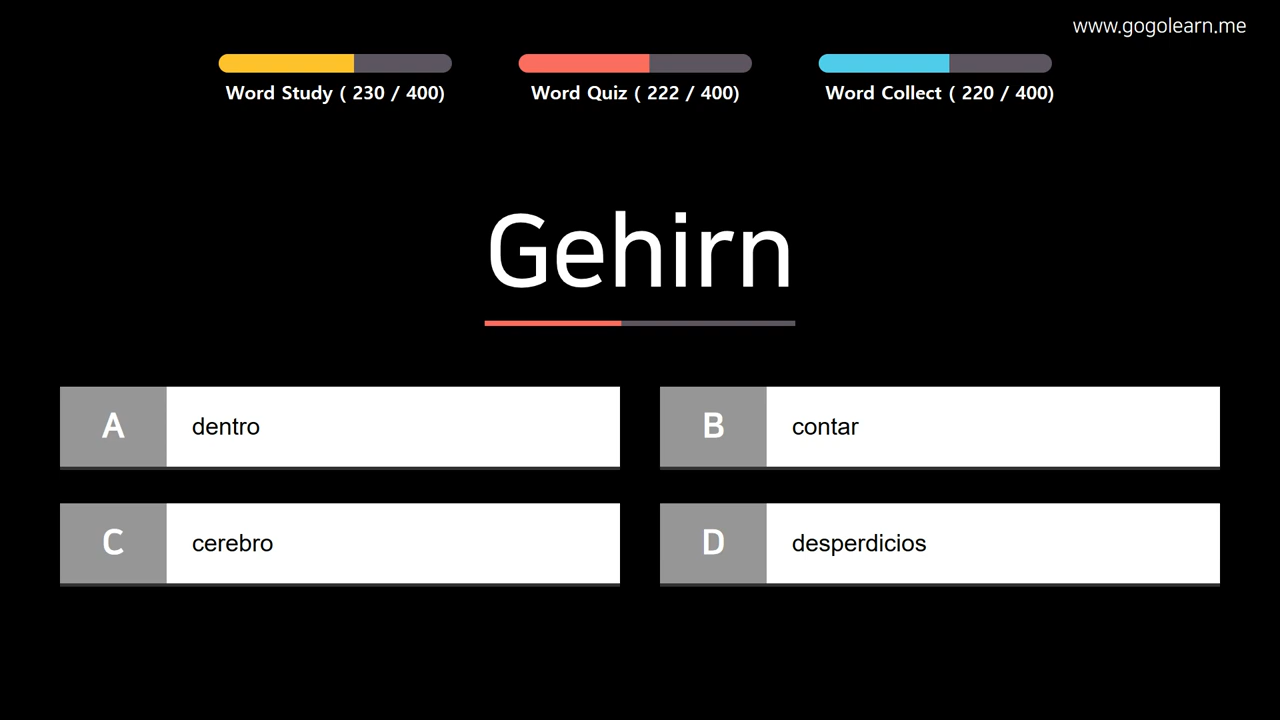 www.gogolearn.me
Word Study ( 230 / 400)
Word Quiz ( 222 / 400)
Word Collect ( 220 / 400)
Gehirn
A dentro
B contar
C cerebro
D desperdicios